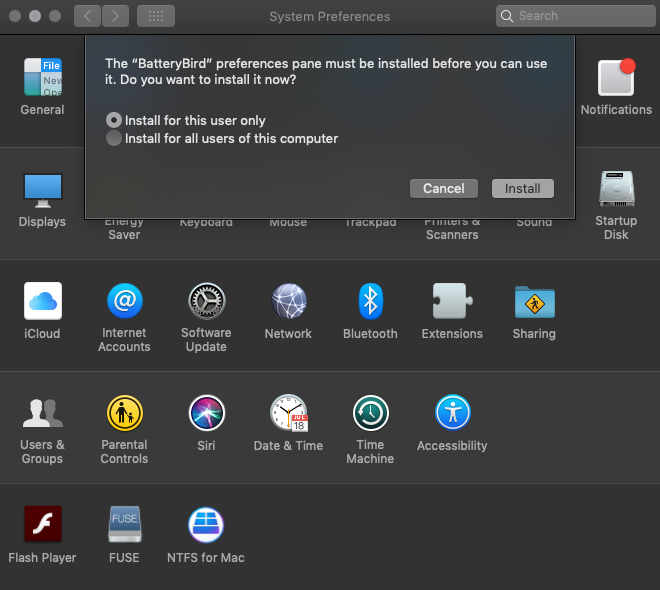 System Preferences
Search
The “BatteryBird” preferences pane must be installed before you can use
it. Do you want to install it now?
Install for this user only
Install for all users of this computer
Cancel
Install
File
New
Ope
General
Notifications
Displays
Energy
Saver
Keyboard
Mouse
Trackpad
Printers &
Scanners
Sound
Startup
Disk
iCloud
@
Internet
Accounts
Software
Update
Network
Bluetooth
Extensions
Sharing
Users &
Groups
Parental
Controls
Siri
JUL
18
Date & Time
Time
Machine
Accessibility
Flash Player
FUSE
FUSE
NTFS for Mac